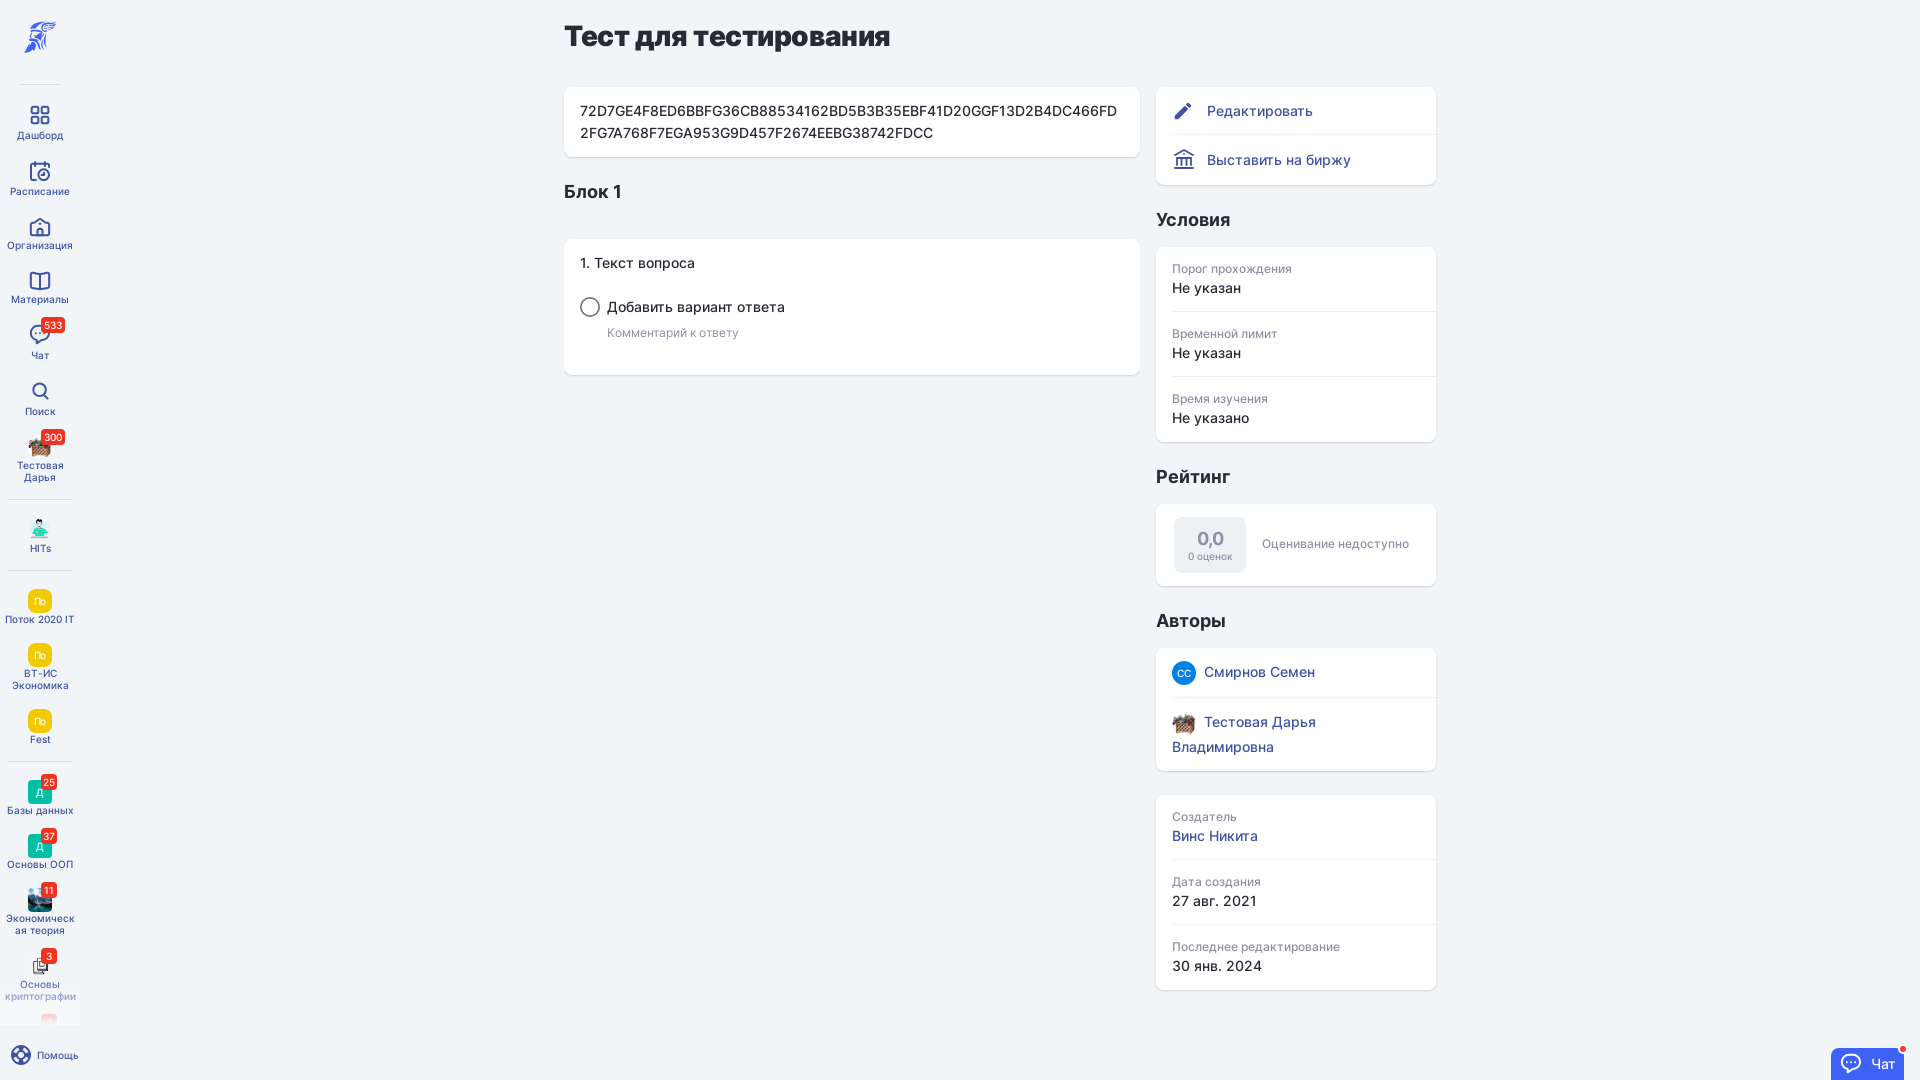 Тест для тестирования
72D7GE4F8ED6BBFG36CB88534162BD5B3B35EBF41D20GGF13D2B4DC466FD
2FG7A768F7EGA953G9D457F2674EEBG38742FDCC
Блок 1
1. Текст вопроса
Добавить вариант ответа
Комментарий к ответу
Редактировать
Выставить на биржу
Условия
Порог прохождения
Не указан
Временной лимит
Не указан
Время изучения
Не указано
Рейтинг
0,0
0 оценок
Оценивание недоступно
Авторы
СС
Смирнов Семен
Тестовая Дарья
Владимировна
Создатель
Винс Никита
Дата создания
27 авг. 2021
Последнее редактирование
30 янв. 2024
Дашборд
Расписание
Организация
Материалы
533
Чат
Поиск
300
Тестовая
Дарья
HITs
По
Поток 2020 IT
По
ВТ-ИС
Экономика
По
Fest
25
Д
Базы данных
37
Д
Основы ООП
11
Экономическ
ая теория
3
Основы
криптографии
Помощь
Чат